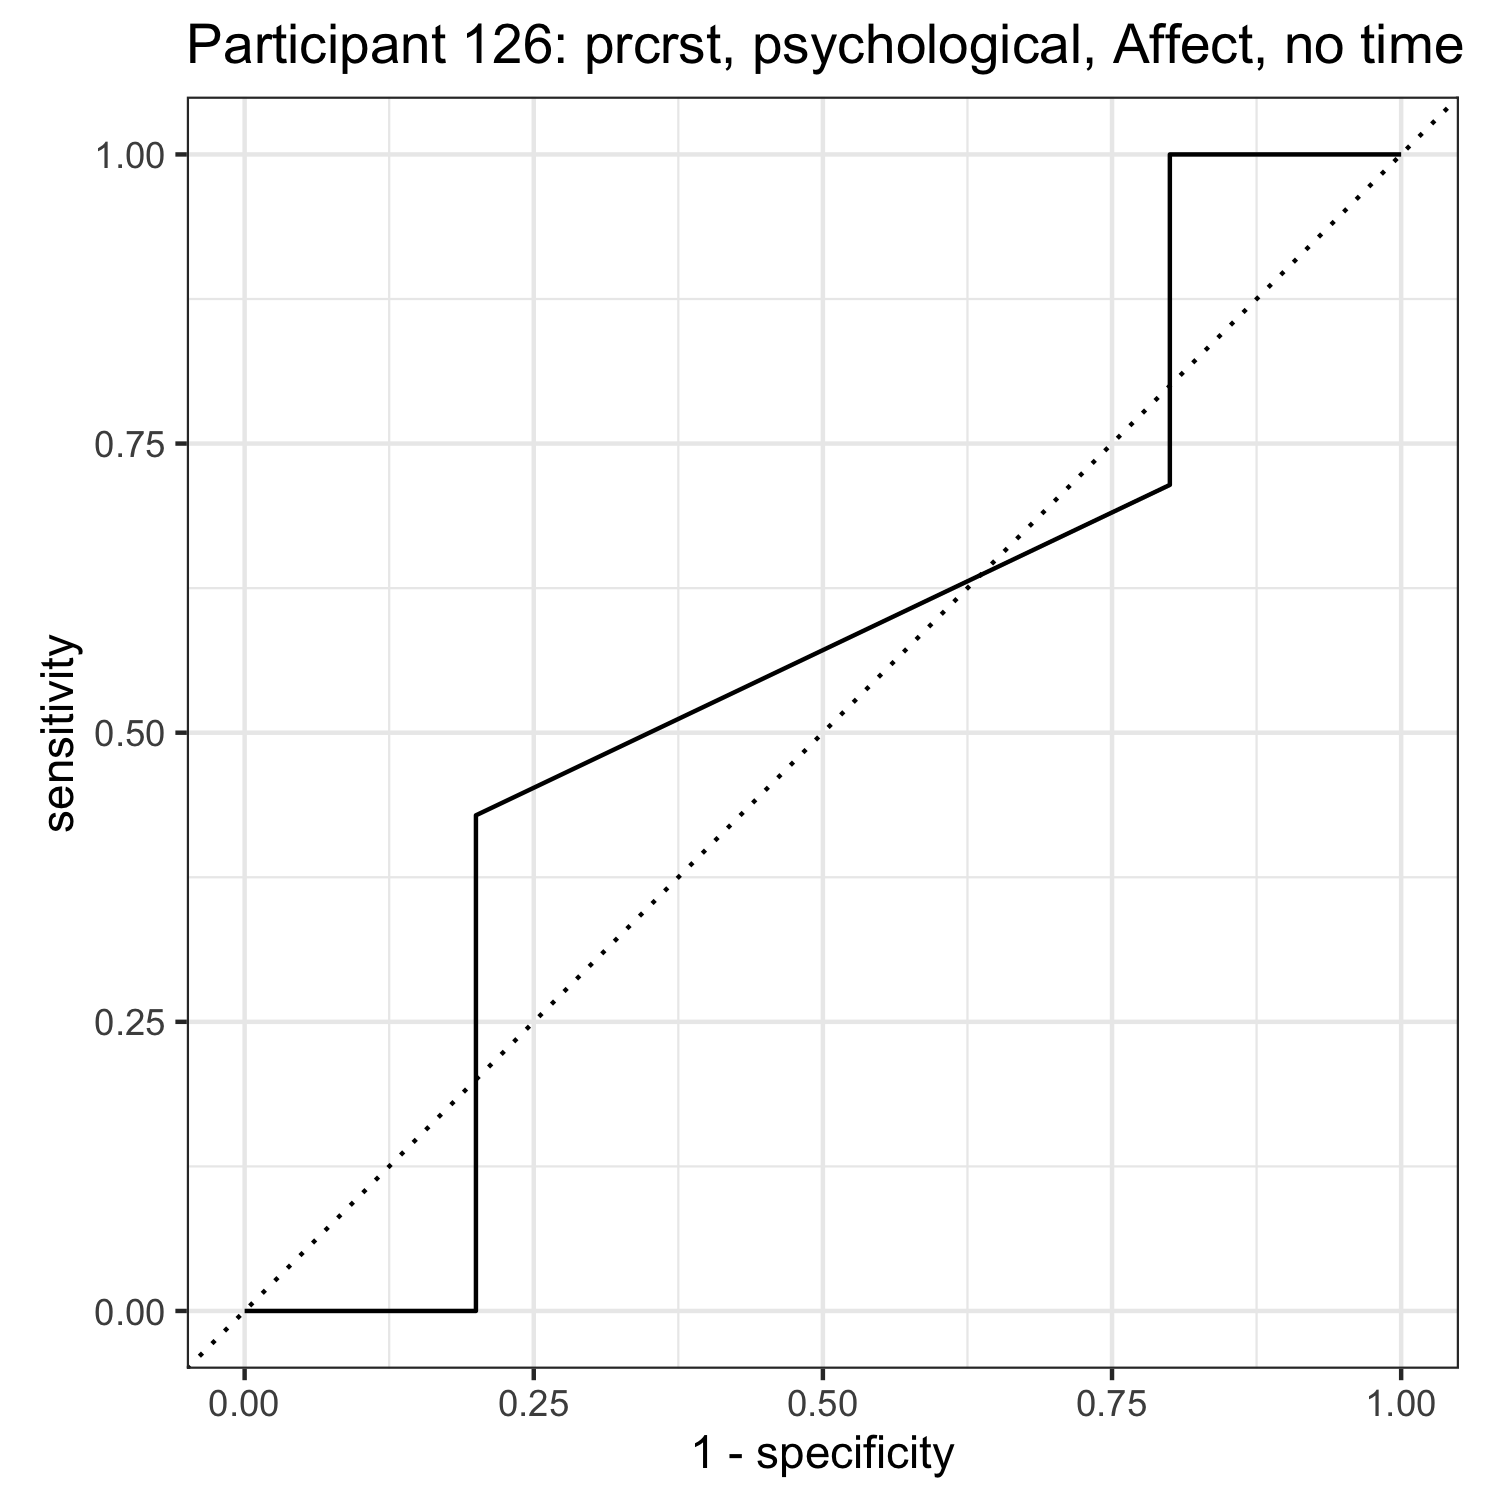 Participant 126: prcrst, psychological, Affect, no time
1.00
0.75
0.50
0.25
0.00
sensitivity
0.00 0.25 0.50 0.75 1.00
1 - specificity